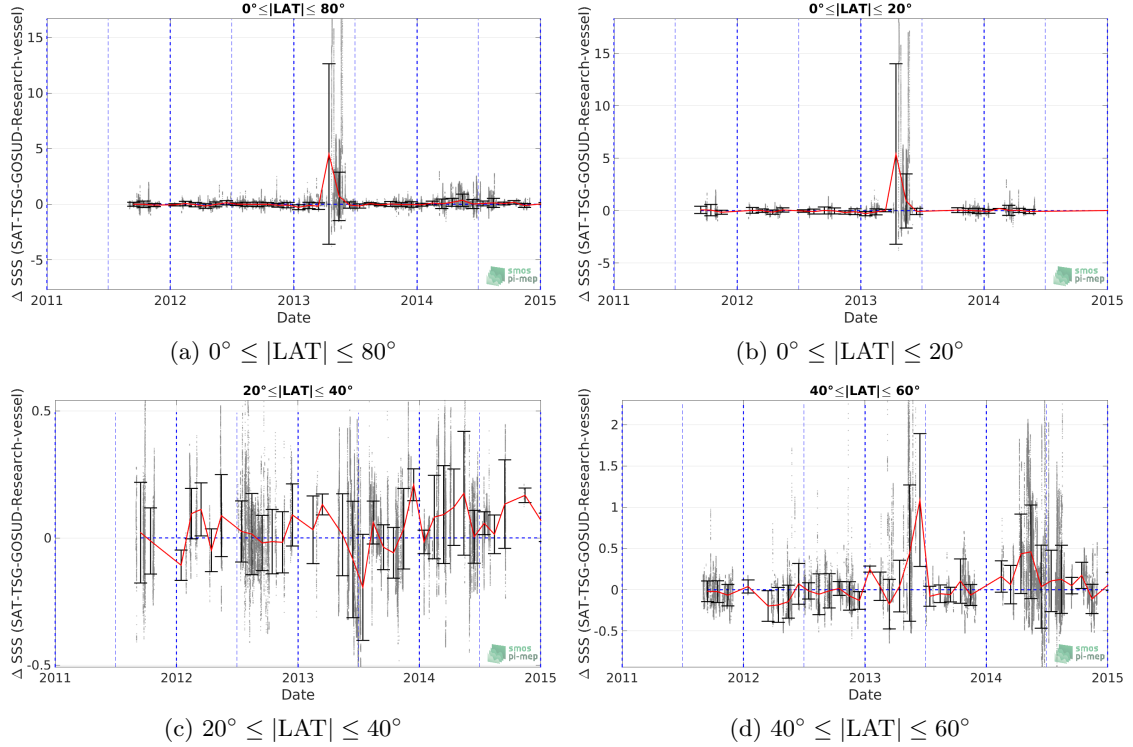 0°≤|LAT|≤ 80°
Δ SSS (SAT-TSG-GOSUD-Research-vessel)
15
10
5
0
-5
smos
pi-mep
2011 2012 2013 2014 2015
Date
(a) 0° ≤ |LAT| ≤ 80°
0°≤|LAT|≤ 20°
Δ SSS (SAT-TSG-GOSUD-Research-vessel)
15
10
5
0
-5
smos
pi-mep
2011 2012 2013 2014 2015
Date
(b) 0° ≤ |LAT| ≤ 20°
20°≤|LAT|≤ 40°
Δ SSS (SAT-TSG-GOSUD-Research-vessel)
0.5
0
-0.5
smos
pi-mep
2011 2012 2013 2014 2015
Date
(c) 20° ≤ |LAT| ≤ 40°
40°≤|LAT|≤ 60°
Δ SSS (SAT-TSG-GOSUD-Research-vessel)
2
1.5
1
0.5
0
-0.5
smos
pi-mep
2011 2012 2013 2014 2015
Date
(d) 40° ≤ |LAT| ≤ 60°